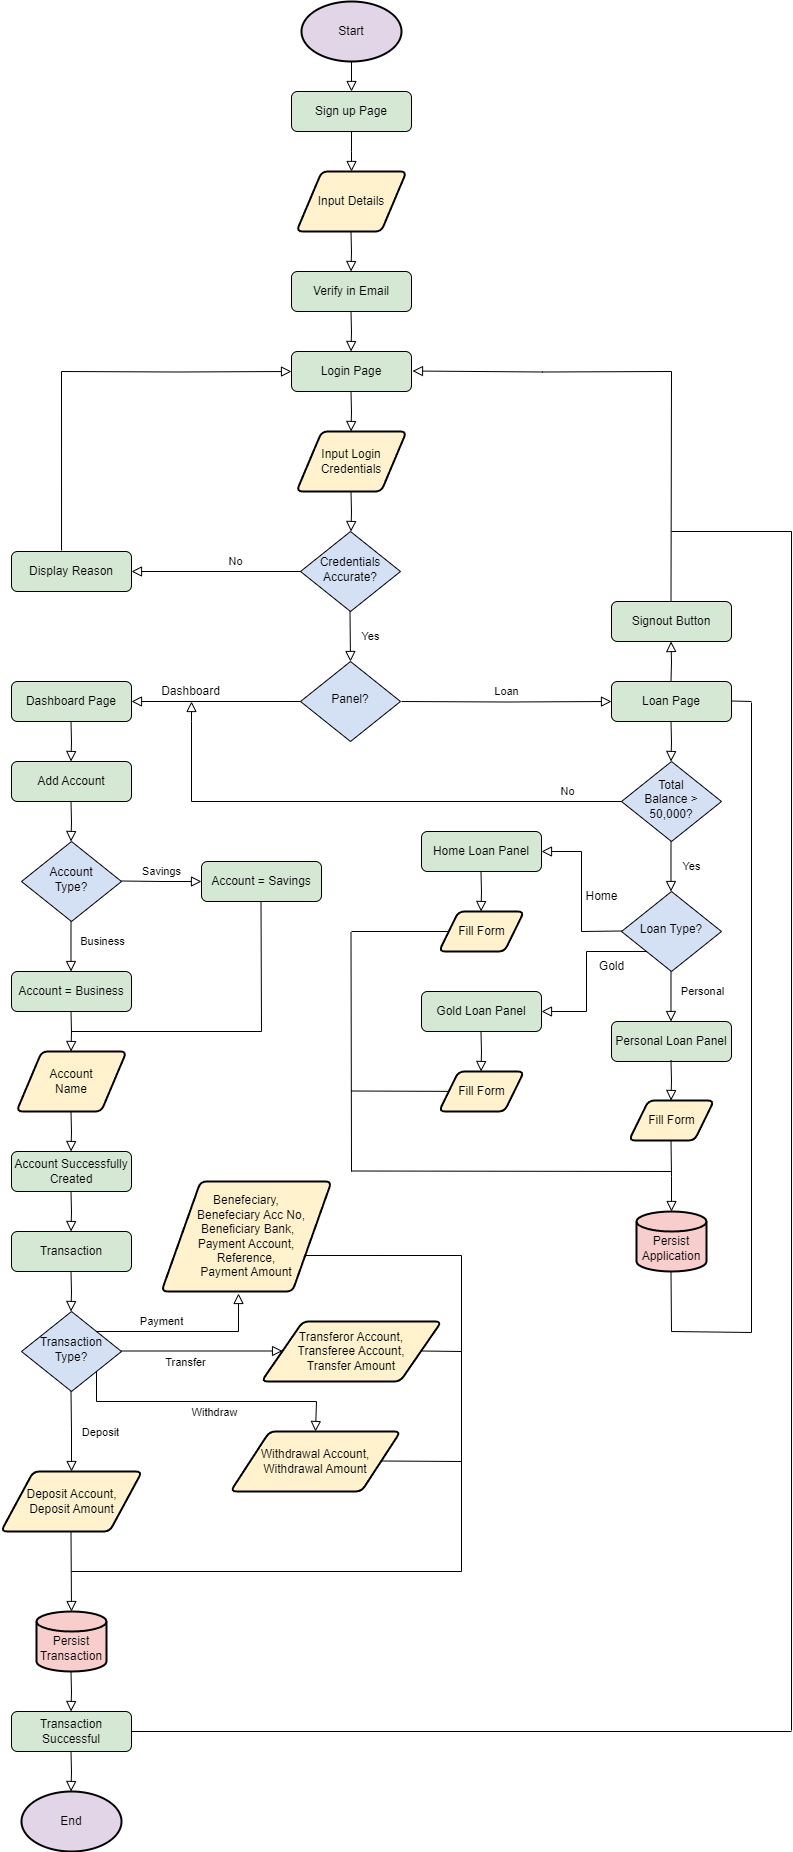 Start
Sign up Page
Input Details
Verify in Email
Login Page
Input Login
Credentials
Credentials
Accurate?
No
Display Reason
Yes
Signout Button
Panel?
Dashboard
Dashboard Page
Loan
Loan Page
Add Account
Total
Balance >
50,000?
No
Yes
Account
Type?
Savings
Account = Savings
Business
Account = Business
Home Loan Panel
Fill Form
Home
Loan Type?
Gold
Gold Loan Panel
Fill Form
Personal
Personal Loan Panel
Fill Form
Persist
Application
Account
Name
Account Successfully
Created
Transaction
Transaction
Type?
Payment
Benefeciary,
Benefeciary Acc No,
Beneficiary Bank,
Payment Account,
Reference,
Payment Amount
Transfer
Transferor Account,
Transferee Account,
Transfer Amount
Withdraw
Withdrawal Account,
Withdrawal Amount
Deposit
Deposit Account,
Deposit Amount
Persist
Transaction
Transaction
Successful
End